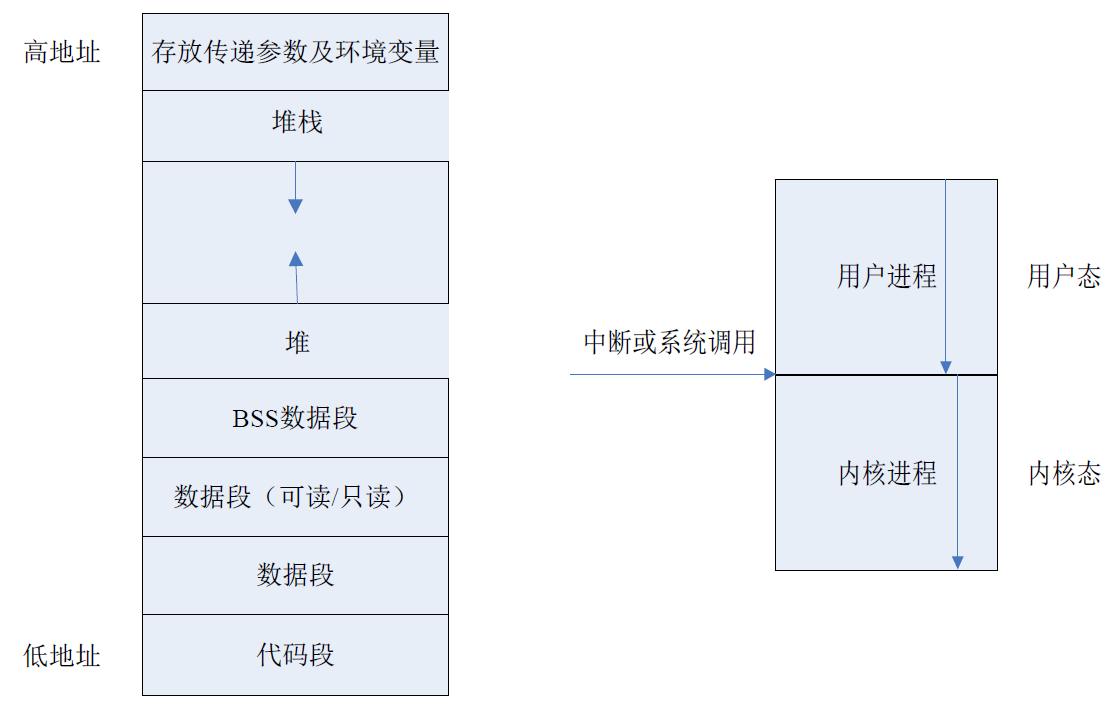 高地址
存放传递参数及环境变量
堆栈
堆
BSS数据段
数据段（可读/只读）
数据段
低地址
代码段
中断或系统调用
用户进程
用户态
内核进程
内核态